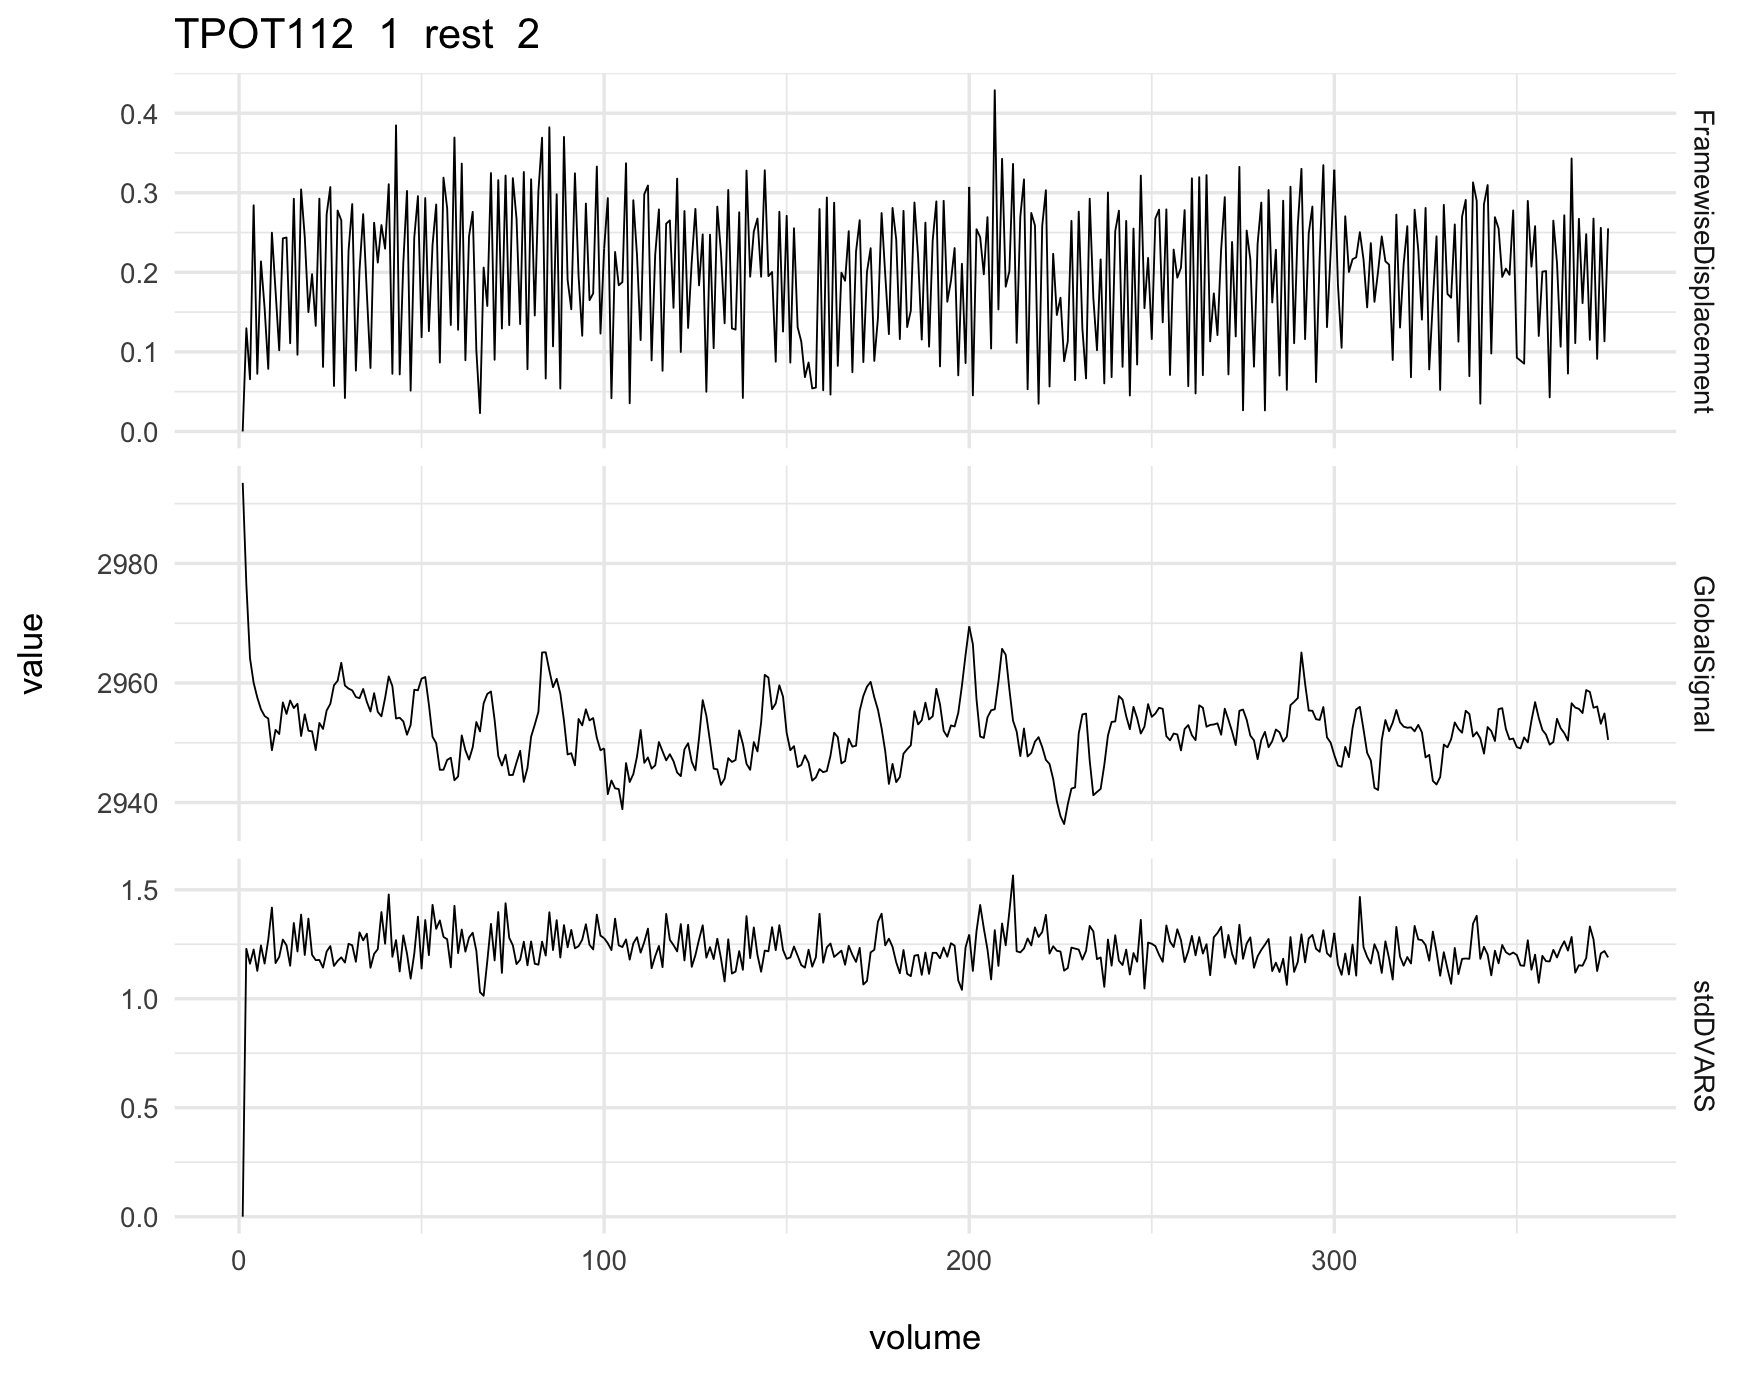 TPOT112 1 rest 2
0.4
0.3
0.2
0.1
0.0
FramewiseDisplacement
2980
2960
2940
GlobalSignal
1.5
1.0
0.5
0.0
stdDVARS
value
0 100 200 300
volume